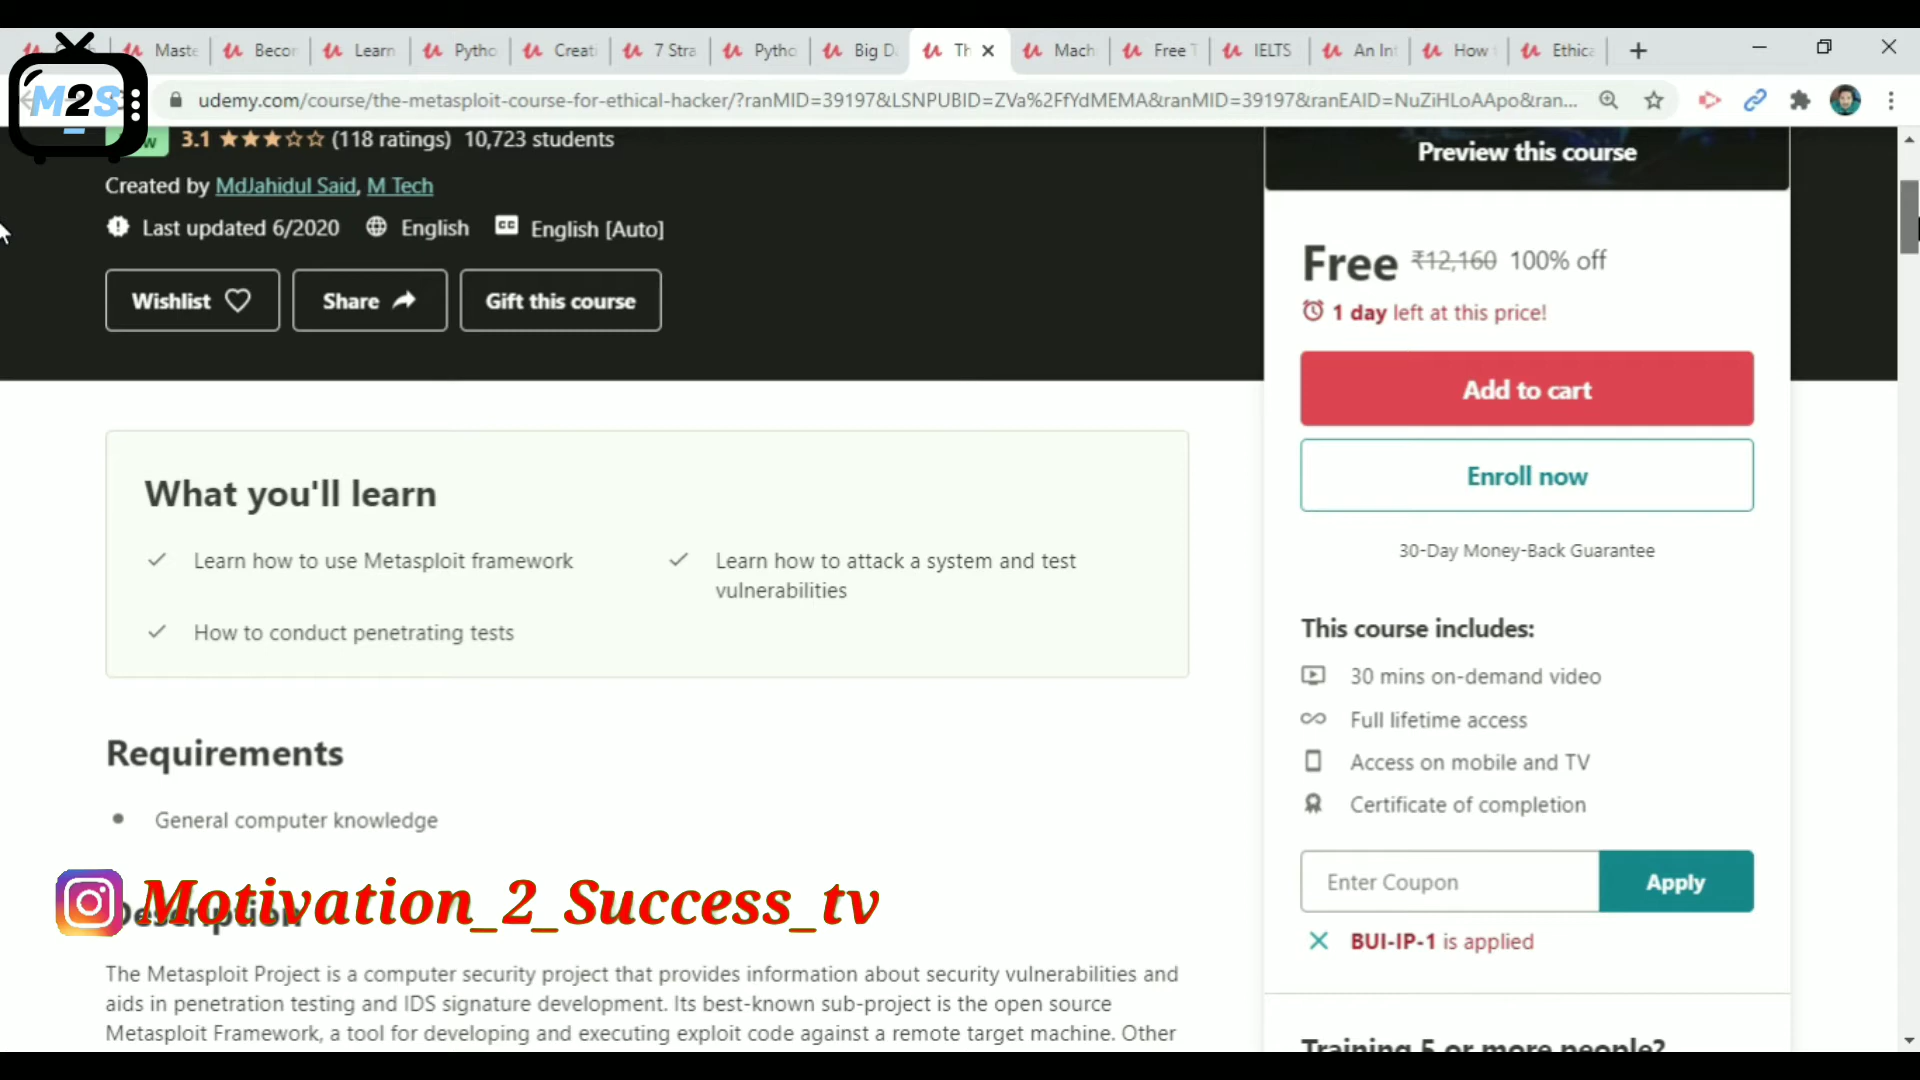 Maste Becor Learn Pytho Creat 7 Stra Pytho Big D Th Mach Free T IELTS An In How Ethica
M2S
udemy.com/course/the-metasploit-course-for-ethical-hacker/?ranMID=39197&LSNPUBID=ZVa%2FfYdMEMA&ranMID=39197&ranEAID=NuZiHLoAApo&ran...
3.1 (118 ratings) 10,723 students
Created by MdJahidul Said, M Tech
Last updated 6/2020 English CC English [Auto]
Wishlist Share Gift this course
What you'll learn
Learn how to use Metasploit framework
Learn how to attack a system and test
vulnerabilities
How to conduct penetrating tests
Requirements
General computer knowledge
Description
Motivation_2_Success_tv
The Metasploit Project is a computer security project that provides information about security vulnerabilities and
aids in penetration testing and IDS signature development. Its best-known sub-project is the open source
Metasploit Framework, a tool for developing and executing exploit code against a remote target machine. Other
Preview this course
Free ₹12,160 100% off
1 day left at this price!
Add to cart
Enroll now
30-Day Money-Back Guarantee
This course includes:
30 mins on-demand video
Full lifetime access
Access on mobile and TV
Certificate of completion
Enter Coupon Apply
BUI-IP-1 is applied
Training 5 or more people?